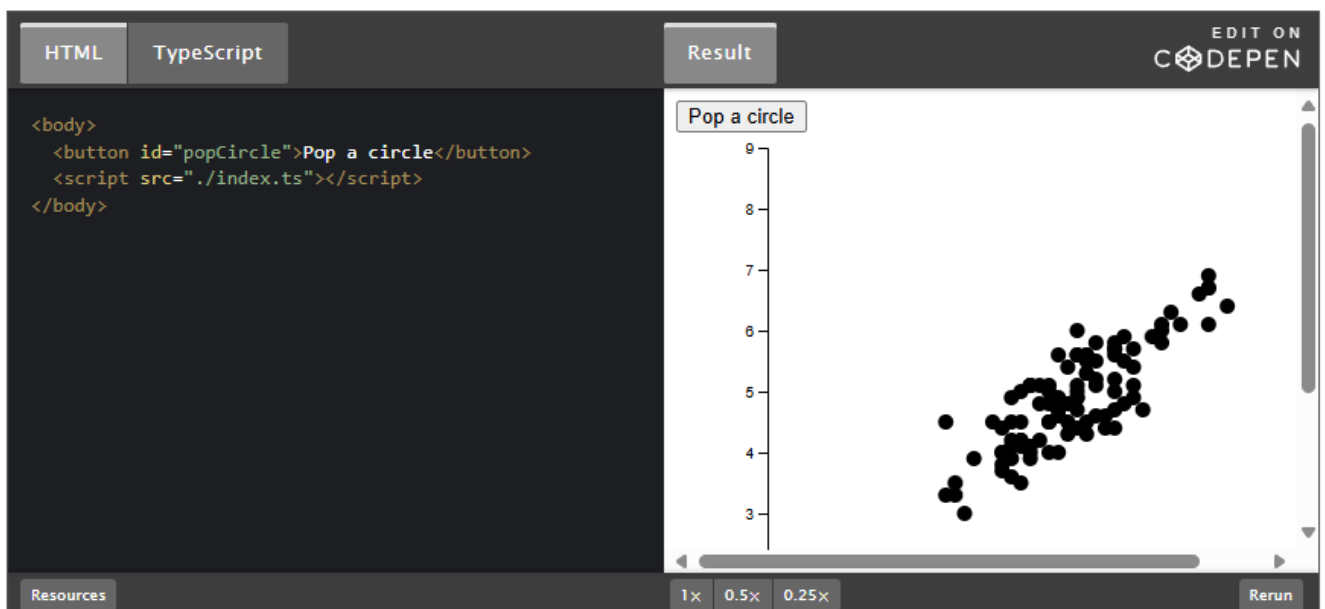 HTML
TypeScript
Result
EDIT ON
CODEPEN
<body>
<button id="popCircle">Pop a circle</button>
<script src="./index.ts"></script>
</body>
Pop a circle
9
8
7
6
5
4
3
Resources
1×
0.5×
0.25×
Rerun